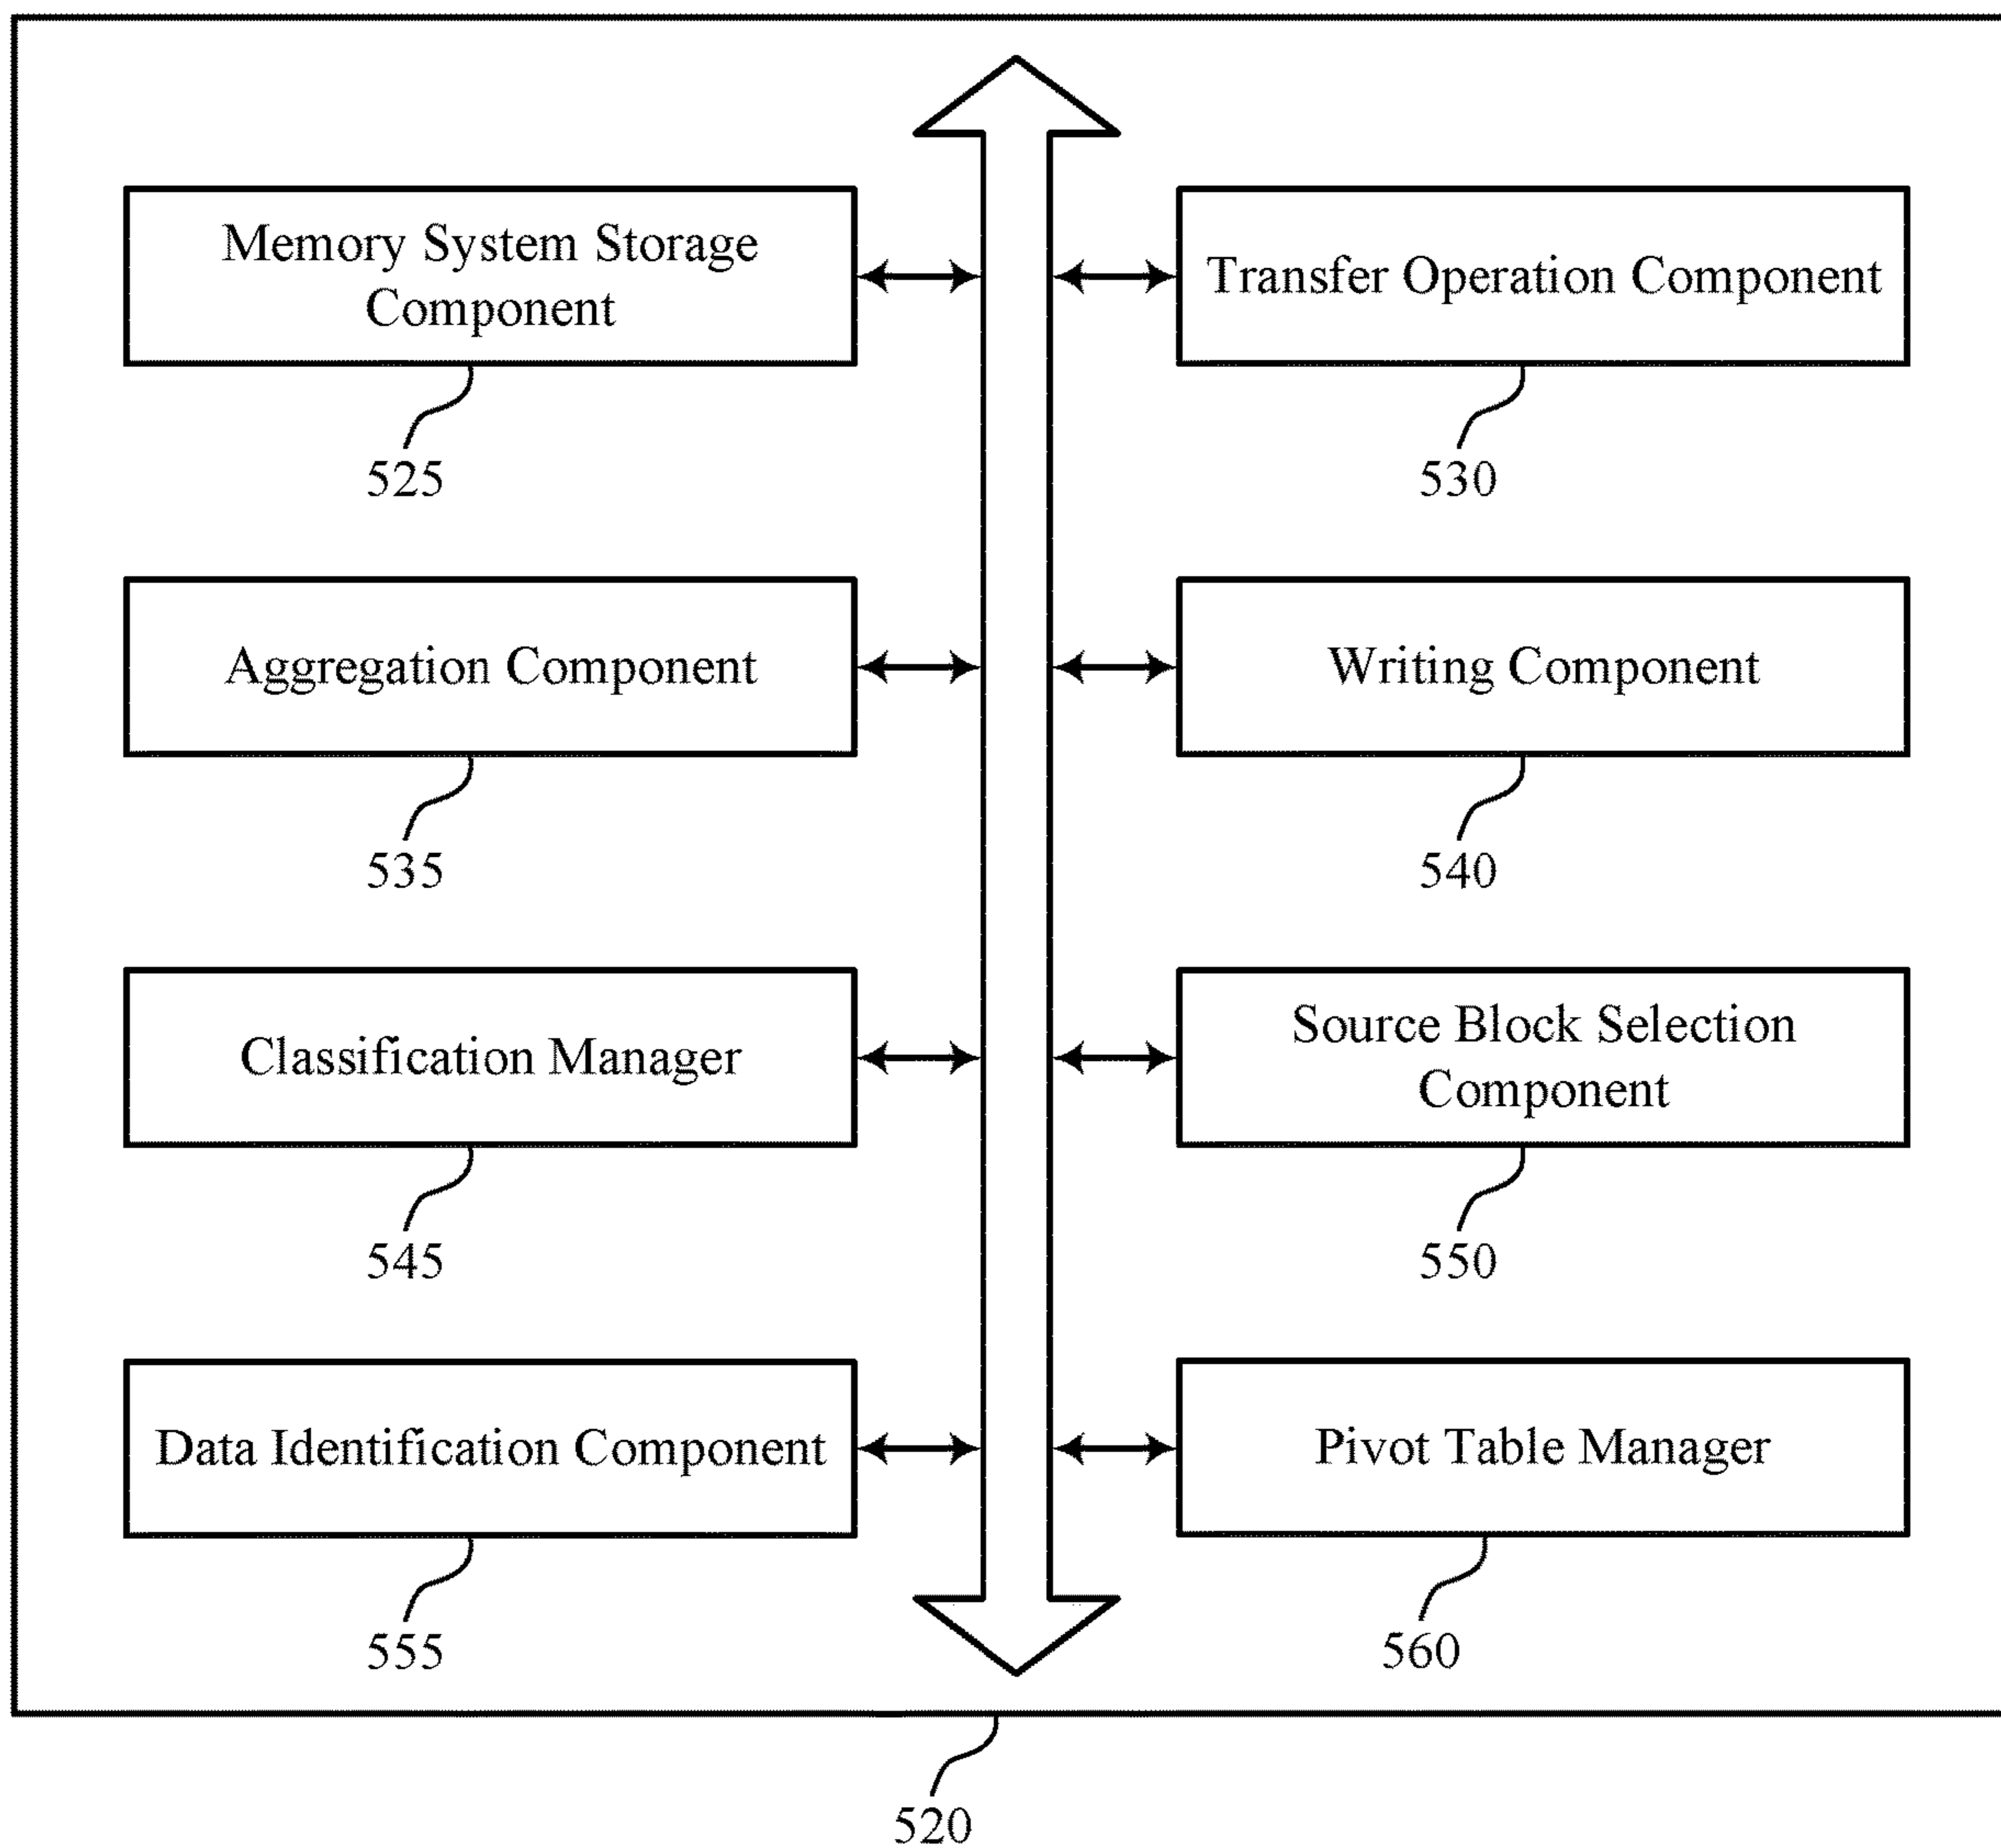 Memory System Storage
Component
525
Transfer Operation Component
530
Aggregation Component
535
Writing Component
540
Classification Manager
545
Source Block Selection
Component
550
Data Identification Component
555
Pivot Table Manager
560
520